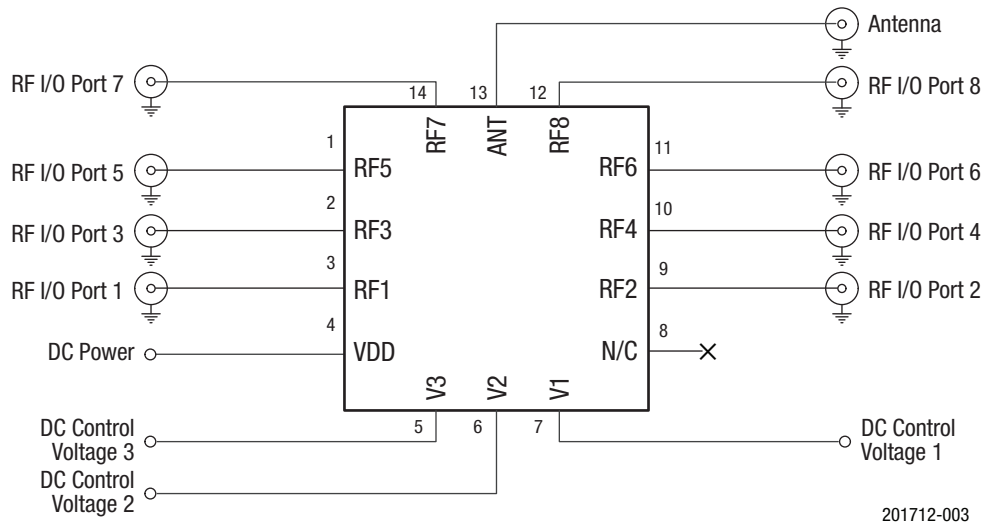 Antenna
RF I/O Port 7
RF I/O Port 8
14
13
12
RF7
ANT
RF8
1
11
RF I/O Port 5
RF5
RF6
RF I/O Port 6
2
10
RF I/O Port 3
RF3
RF4
RF I/O Port 4
3
9
RF I/O Port 1
RF1
RF2
RF I/O Port 2
4
8
DC Power
VDD
N/C
V3
V2
V1
5
6
7
DC Control
Voltage 3
DC Control
Voltage 1
DC Control
Voltage 2
201712-003